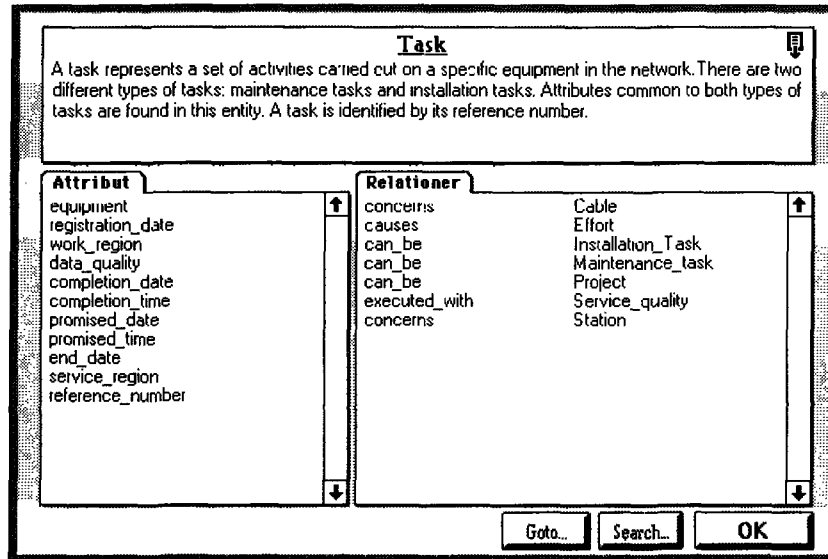 Task
A task represents a set of activities carried out on a specific equipment in the network. There are two
different types of tasks: maintenance tasks and installation tasks. Attributes common to both types of
tasks are found in this entity. A task is identified by its reference number.
Attribut
equipment
registration_date
work_region
data_quality
completion_date
completion_time
promised_date
promised_time
end_date
service_region
reference_number
Relationer
concerns Cable
causes Effort
can_be Installation_Task
can_be Maintenance_task
can_be Project
executed_with Service_quality
concerns Station
Goto... Search... OK